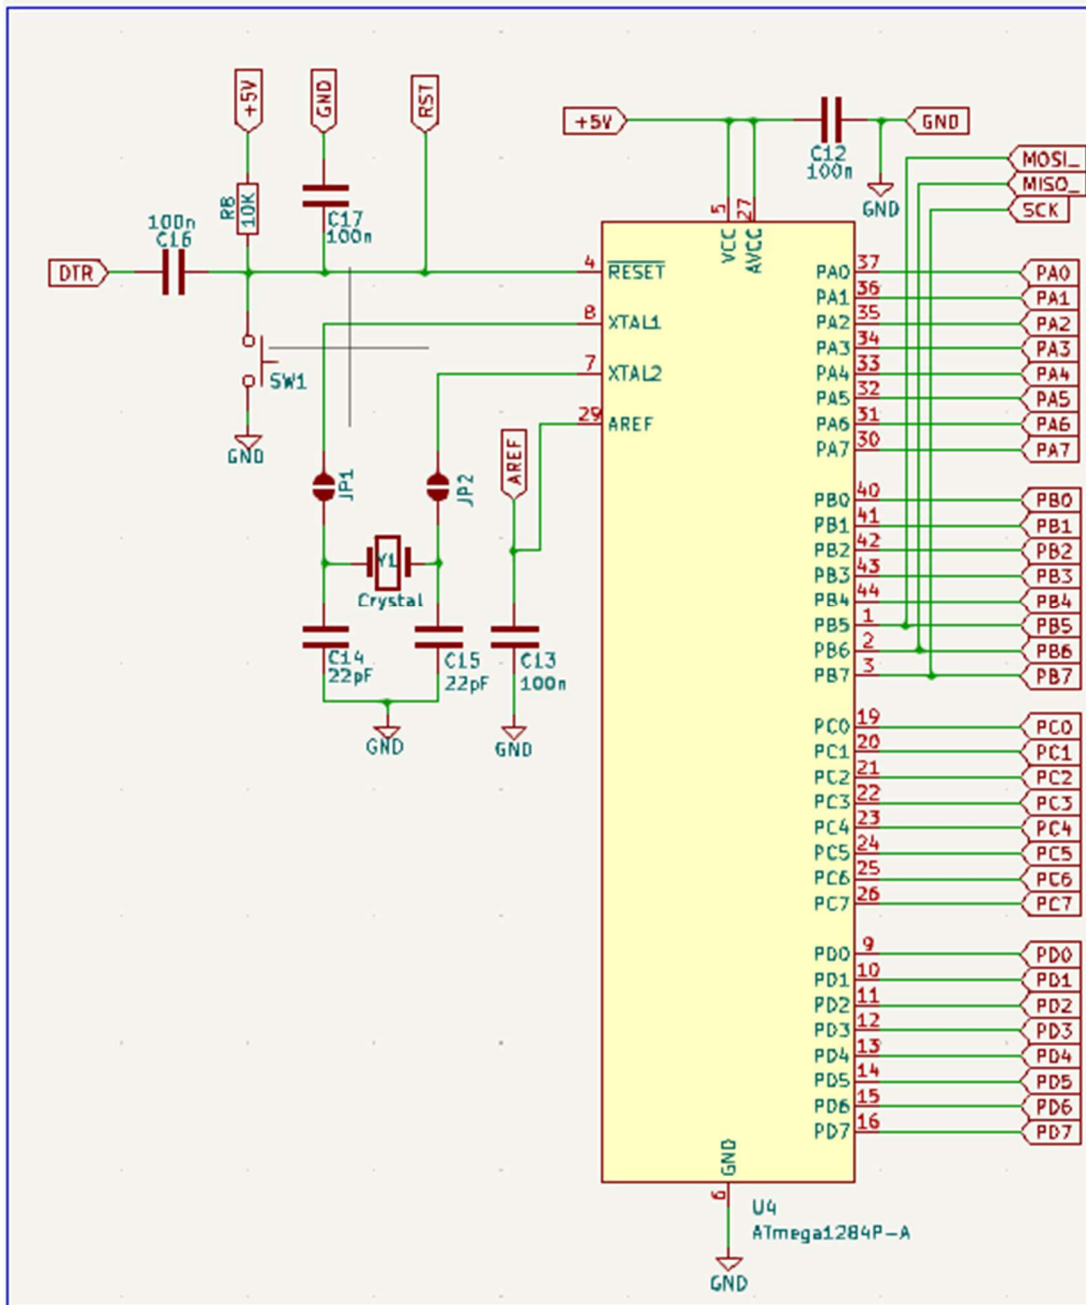 +5V
GND
RST
+5V
GND
C12
100n
GND
MOSI_
MISO_
SCK
R8
10K
C17
100n
100n
C16
DTR
SW1
GND
4 RESET
8 XTAL1
7 XTAL2
29 AREF
5 VCC
27 AVCC
AREF
JP1
JP2
Y1
Crystal
C14
22pF
C15
22pF
C13
100n
GND
GND
PA0 37 PA0
PA1 36 PA1
PA2 35 PA2
PA3 34 PA3
PA4 33 PA4
PA5 32 PA5
PA6 31 PA6
PA7 30 PA7
PB0 40 PB0
PB1 41 PB1
PB2 42 PB2
PB3 43 PB3
PB4 44 PB4
PB5 1 PB5
PB6 2 PB6
PB7 3 PB7
PC0 19 PC0
PC1 20 PC1
PC2 21 PC2
PC3 22 PC3
PC4 23 PC4
PC5 24 PC5
PC6 25 PC6
PC7 26 PC7
PD0 9 PD0
PD1 10 PD1
PD2 11 PD2
PD3 12 PD3
PD4 13 PD4
PD5 14 PD5
PD6 15 PD6
PD7 16 PD7
GND
6
U4
ATmega1284P-A
GND